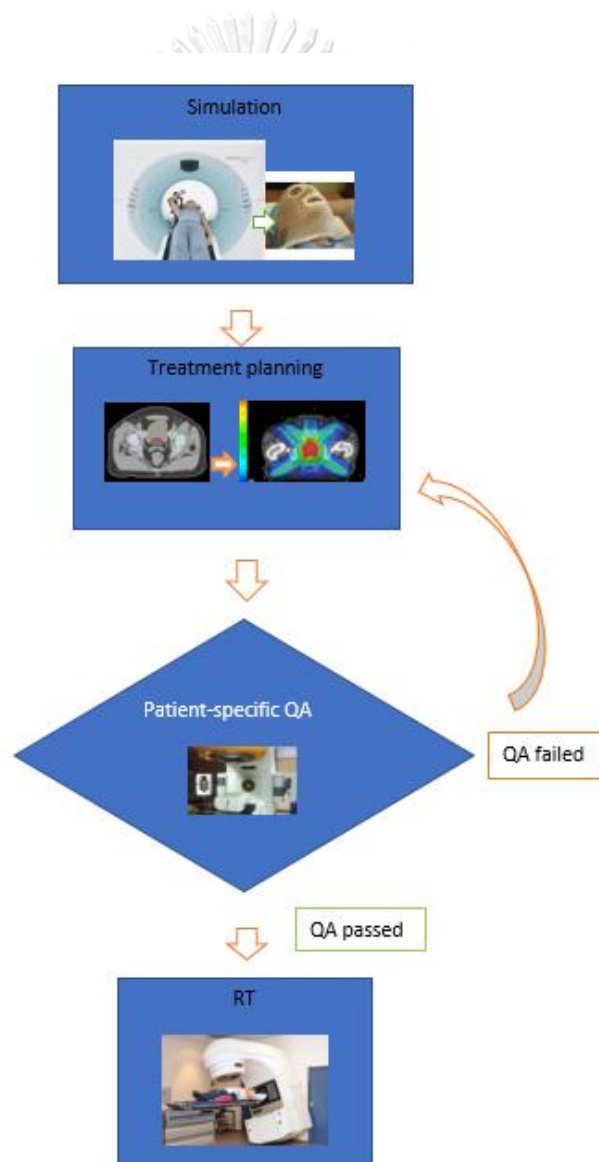 Simulation
Treatment planning
Patient-specific QA
QA failed
QA passed
RT